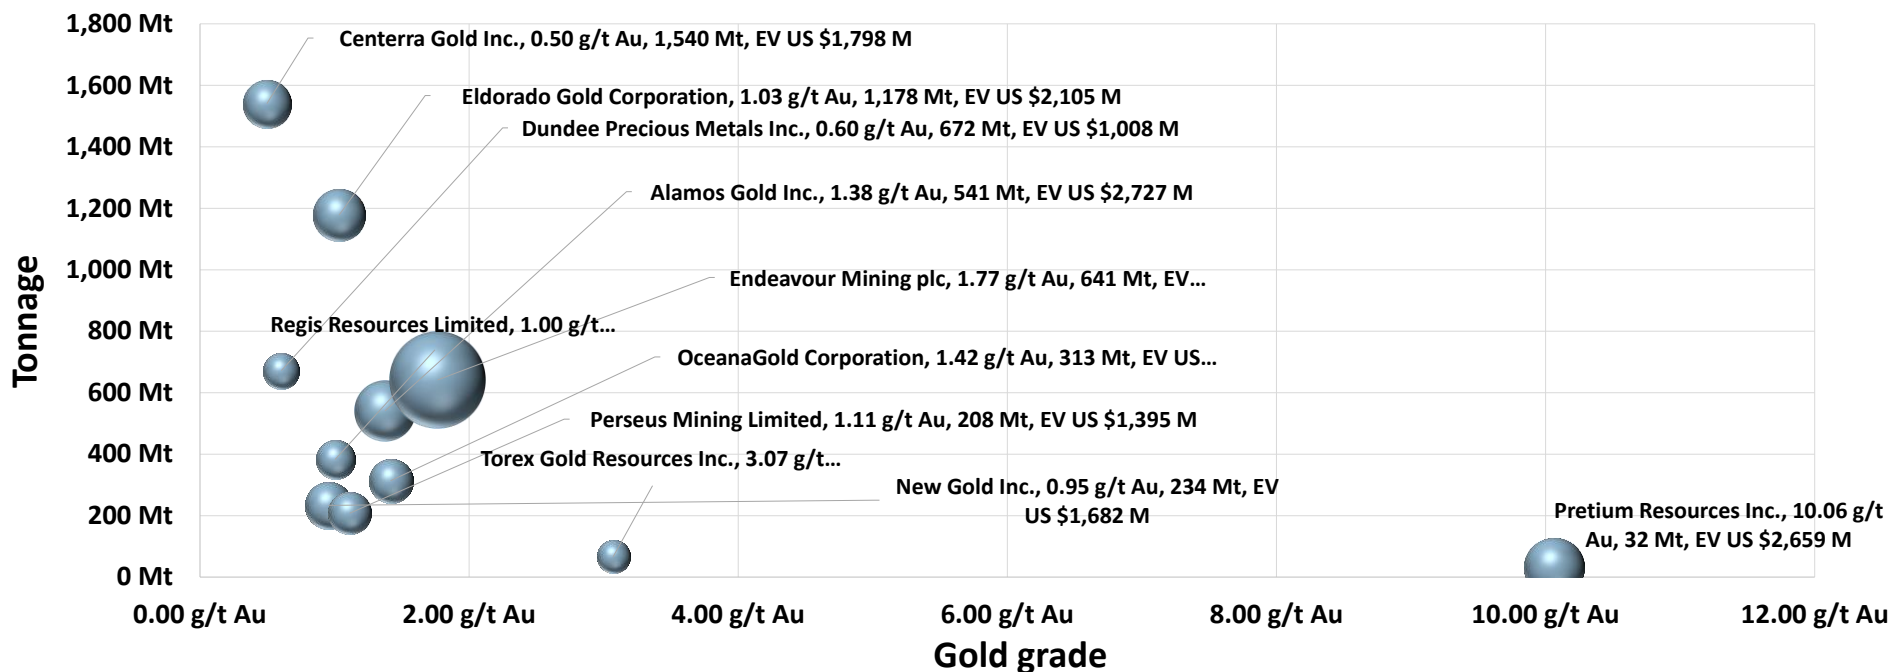 1,800 Mt
1,600 Mt
1,400 Mt
1,200 Mt
1,000 Mt
800 Mt
600 Mt
400 Mt
200 Mt
0 Mt
Tonnage
Centerra Gold Inc., 0.50 g/t Au, 1,540 Mt, EV US $1,798 M
Eldorado Gold Corporation, 1.03 g/t Au, 1,178 Mt, EV US $2,105 M
Dundee Precious Metals Inc., 0.60 g/t Au, 672 Mt, EV US $1,008 M
Alamos Gold Inc., 1.38 g/t Au, 541 Mt, EV US $2,727 M
Endeavour Mining plc, 1.77 g/t Au, 641 Mt, EV...
Regis Resources Limited, 1.00 g/t...
OceanaGold Corporation, 1.42 g/t Au, 313 Mt, EV US...
Perseus Mining Limited, 1.11 g/t Au, 208 Mt, EV US $1,395 M
Torex Gold Resources Inc., 3.07 g/t...
New Gold Inc., 0.95 g/t Au, 234 Mt, EV
US $1,682 M
Pretium Resources Inc., 10.06 g/t
Au, 32 Mt, EV US $2,659 M
0.00 g/t Au
2.00 g/t Au
4.00 g/t Au
6.00 g/t Au
8.00 g/t Au
10.00 g/t Au
12.00 g/t Au
Gold grade